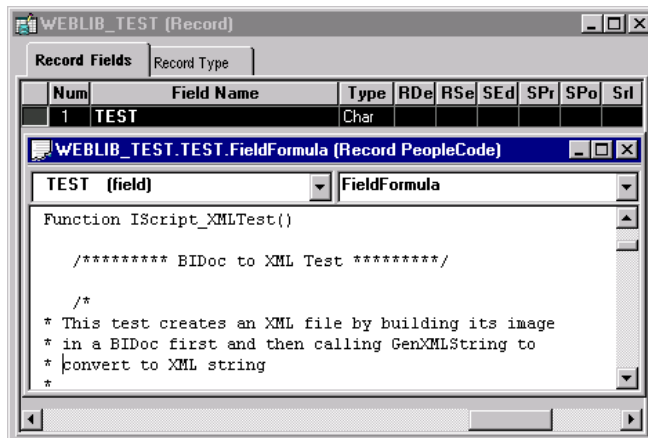 WEBLIB_TEST (Record)
Record Fields Record Type
Num Field Name Type RDe RSe SEd SPr SPo Srl
1 TEST Char
WEBLIB_TEST.TEST.FieldFormula (Record PeopleCode)
TEST (field) FieldFormula
Function IScript_XMLTest()
/********* BIDoc to XML Test *********/
/*
* This test creates an XML file by building its image
* in a BIDoc first and then calling GenXMLString to
* convert to XML string
*